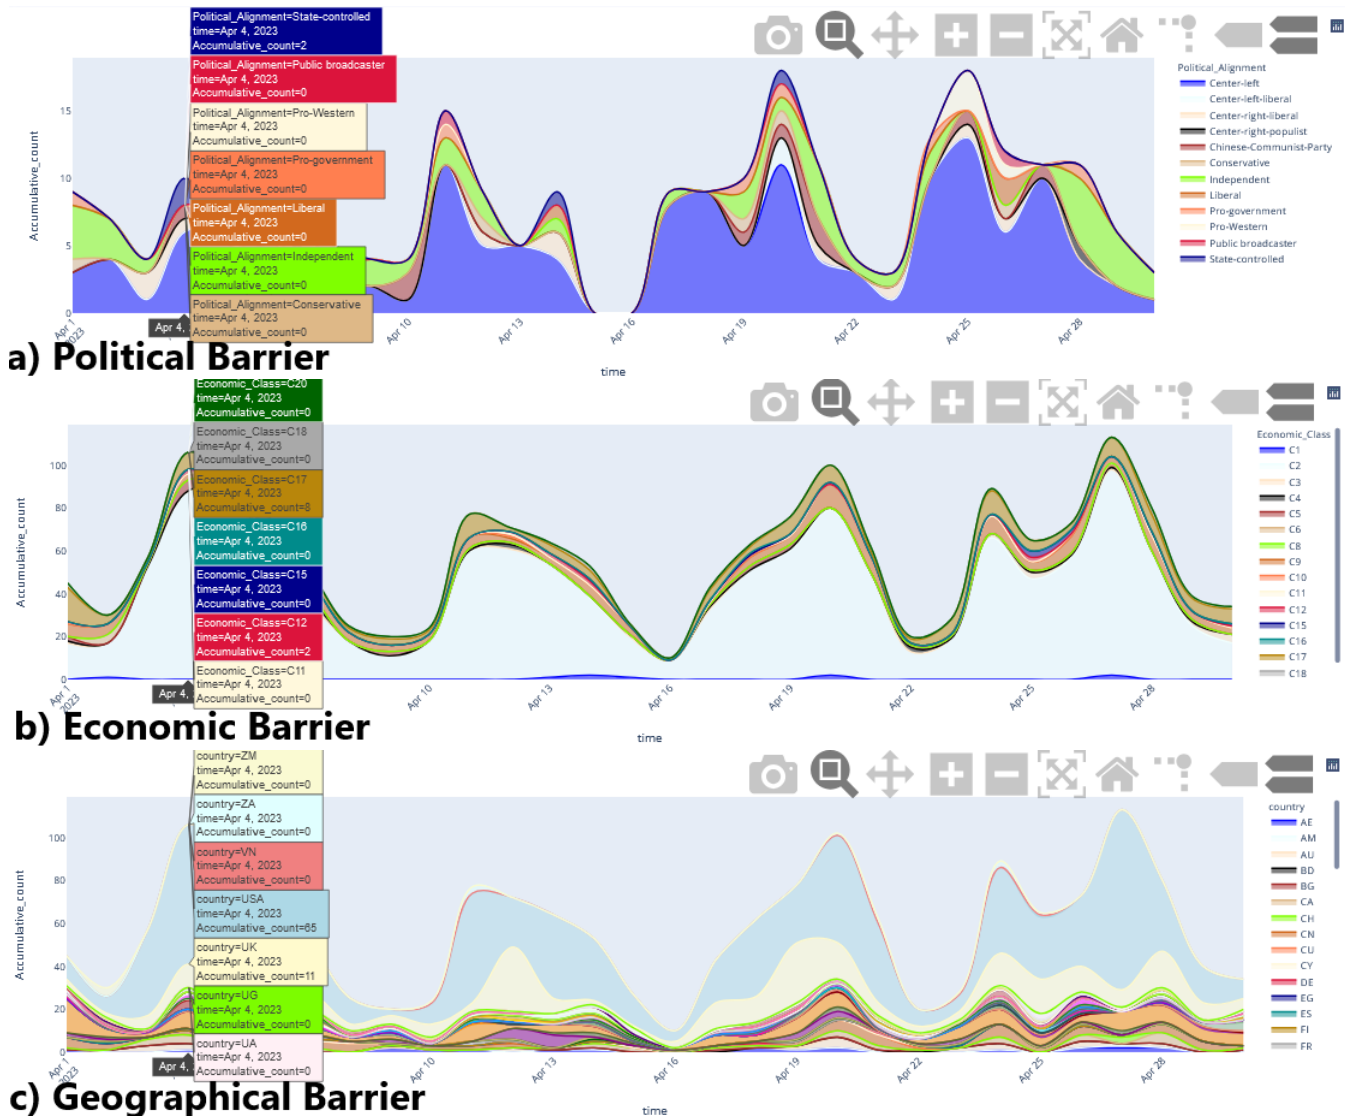 Political_Alignment=State-controlled
time=Apr 4, 2023
Accumulative_count=2
Political_Alignment=Public broadcaster
time=Apr 4, 2023
Accumulative_count=0
Political_Alignment=Pro-Western
time=Apr 4, 2023
Accumulative_count=0
Political_Alignment=Pro-government
time=Apr 4, 2023
Accumulative_count=0
Political_Alignment=Liberal
time=Apr 4, 2023
Accumulative_count=0
Political_Alignment=Independent
time=Apr 4, 2023
Accumulative_count=0
Political_Alignment=Conservative
time=Apr 4, 2023
Accumulative_count=0
Accumulative_count
15
10
5
0
Apr 1
2023
Apr 4,
Apr 10
Apr 13
Apr 16
Apr 19
Apr 22
Apr 25
Apr 28
time
Political_Alignment
Center-left
Center-left-liberal
Center-right-liberal
Center-right-populist
Chinese-Communist-Party
Conservative
Independent
Liberal
Pro-government
Pro-Western
Public broadcaster
State-controlled
a) Political Barrier
Economic_Class=C20
time=Apr 4, 2023
Accumulative_count=0
Economic_Class=C18
time=Apr 4, 2023
Accumulative_count=0
Economic_Class=C17
time=Apr 4, 2023
Accumulative_count=8
Economic_Class=C16
time=Apr 4, 2023
Accumulative_count=0
Economic_Class=C15
time=Apr 4, 2023
Accumulative_count=0
Economic_Class=C12
time=Apr 4, 2023
Accumulative_count=2
Economic_Class=C11
time=Apr 4, 2023
Accumulative_count=0
Accumulative_count
100
80
60
40
20
0
Apr 1
2023
Apr 4,
Apr 10
Apr 13
Apr 16
Apr 19
Apr 22
Apr 25
Apr 28
time
Economic_Class
C1
C2
C3
C4
C5
C6
C8
C9
C10
C11
C12
C15
C16
C17
C18
b) Economic Barrier
country=ZM
time=Apr 4, 2023
Accumulative_count=0
country=ZA
time=Apr 4, 2023
Accumulative_count=0
country=VN
time=Apr 4, 2023
Accumulative_count=0
country=USA
time=Apr 4, 2023
Accumulative_count=65
country=UK
time=Apr 4, 2023
Accumulative_count=11
country=UG
time=Apr 4, 2023
Accumulative_count=0
country=UA
time=Apr 4, 2023
Accumulative_count=0
Accumulative_count
100
80
60
40
20
0
Apr 1
2023
Apr 4,
Apr 10
Apr 13
Apr 16
Apr 19
Apr 22
Apr 25
Apr 28
time
country
AE
AM
AU
BD
BG
CA
CH
CN
CU
CY
DE
EG
ES
FI
FR
c) Geographical Barrier